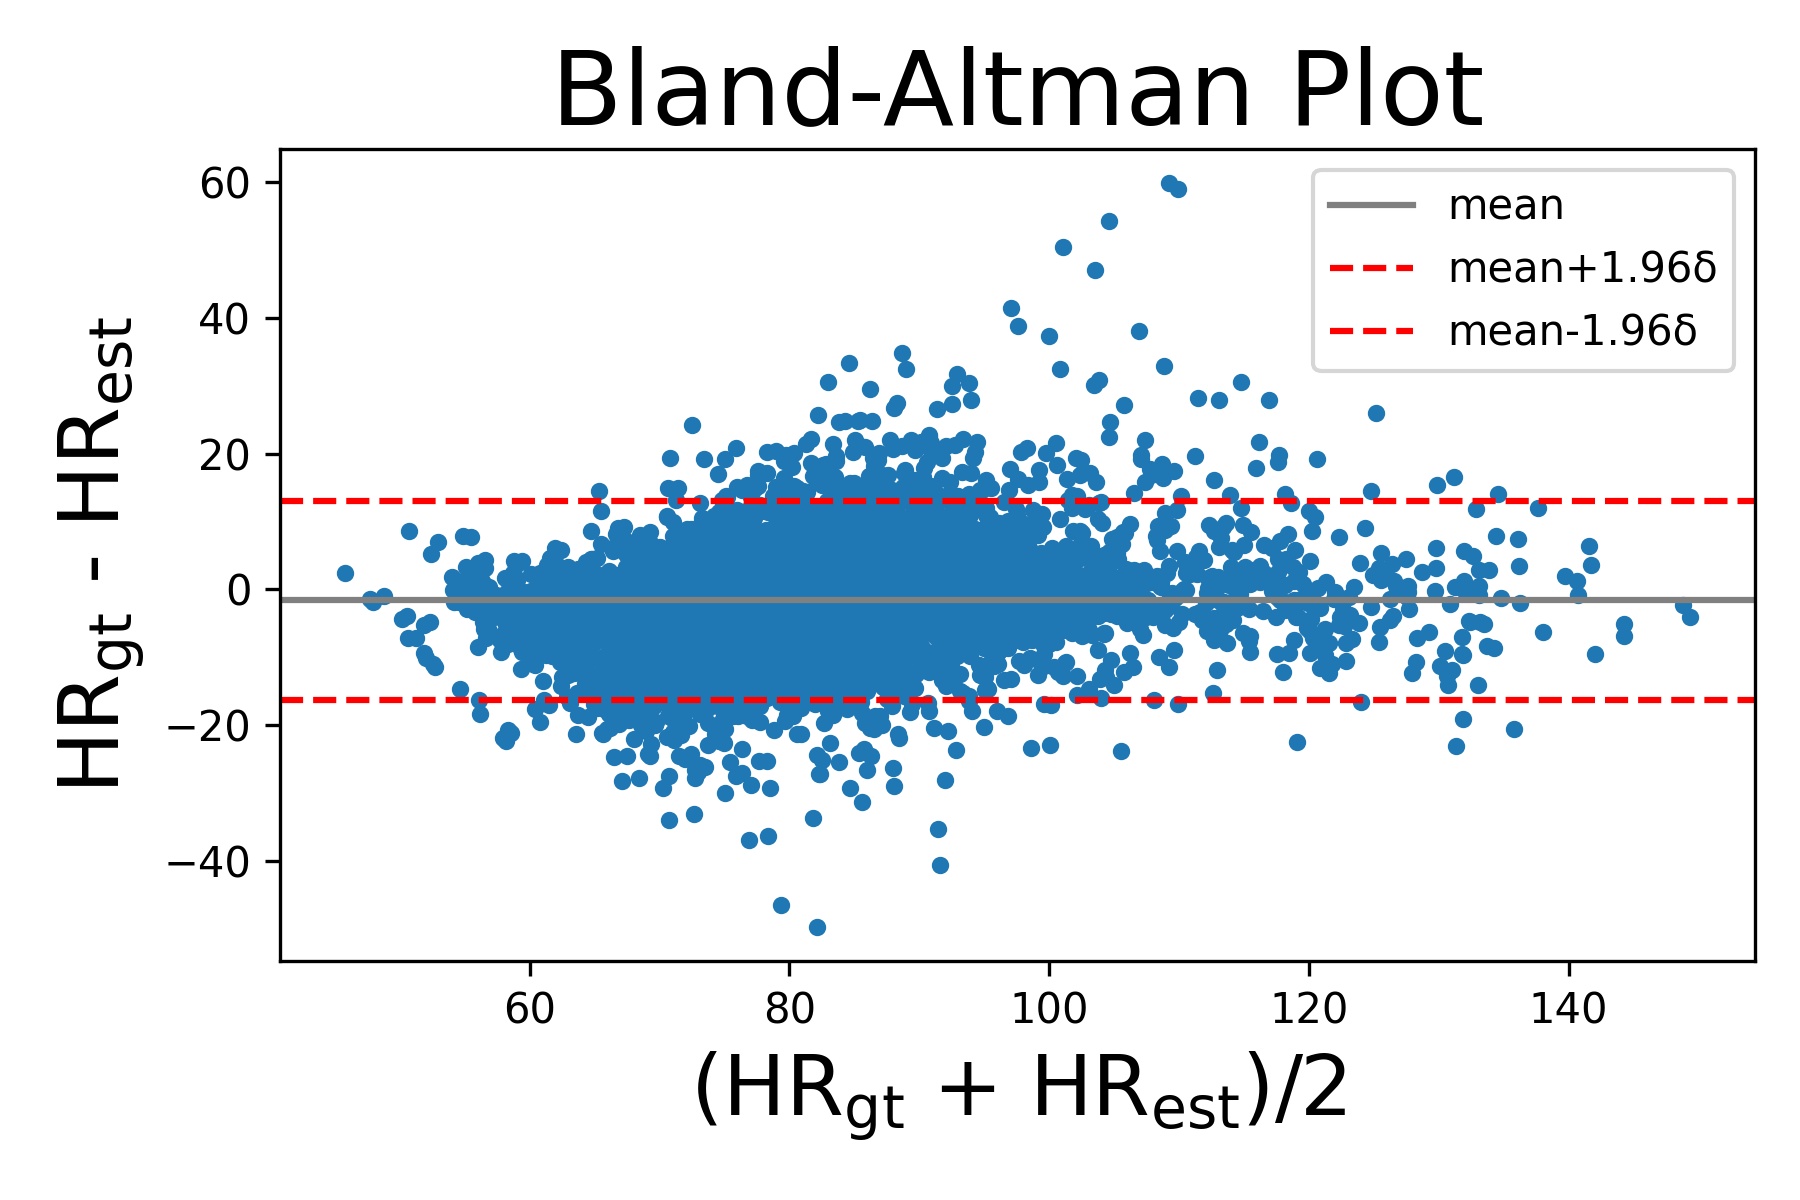 Bland-Altman Plot
HRgt - HRest
60
40
20
0
−20
−40
mean
mean+1.96δ
mean-1.96δ
60 80 100 120 140
(HRgt + HRest)/2